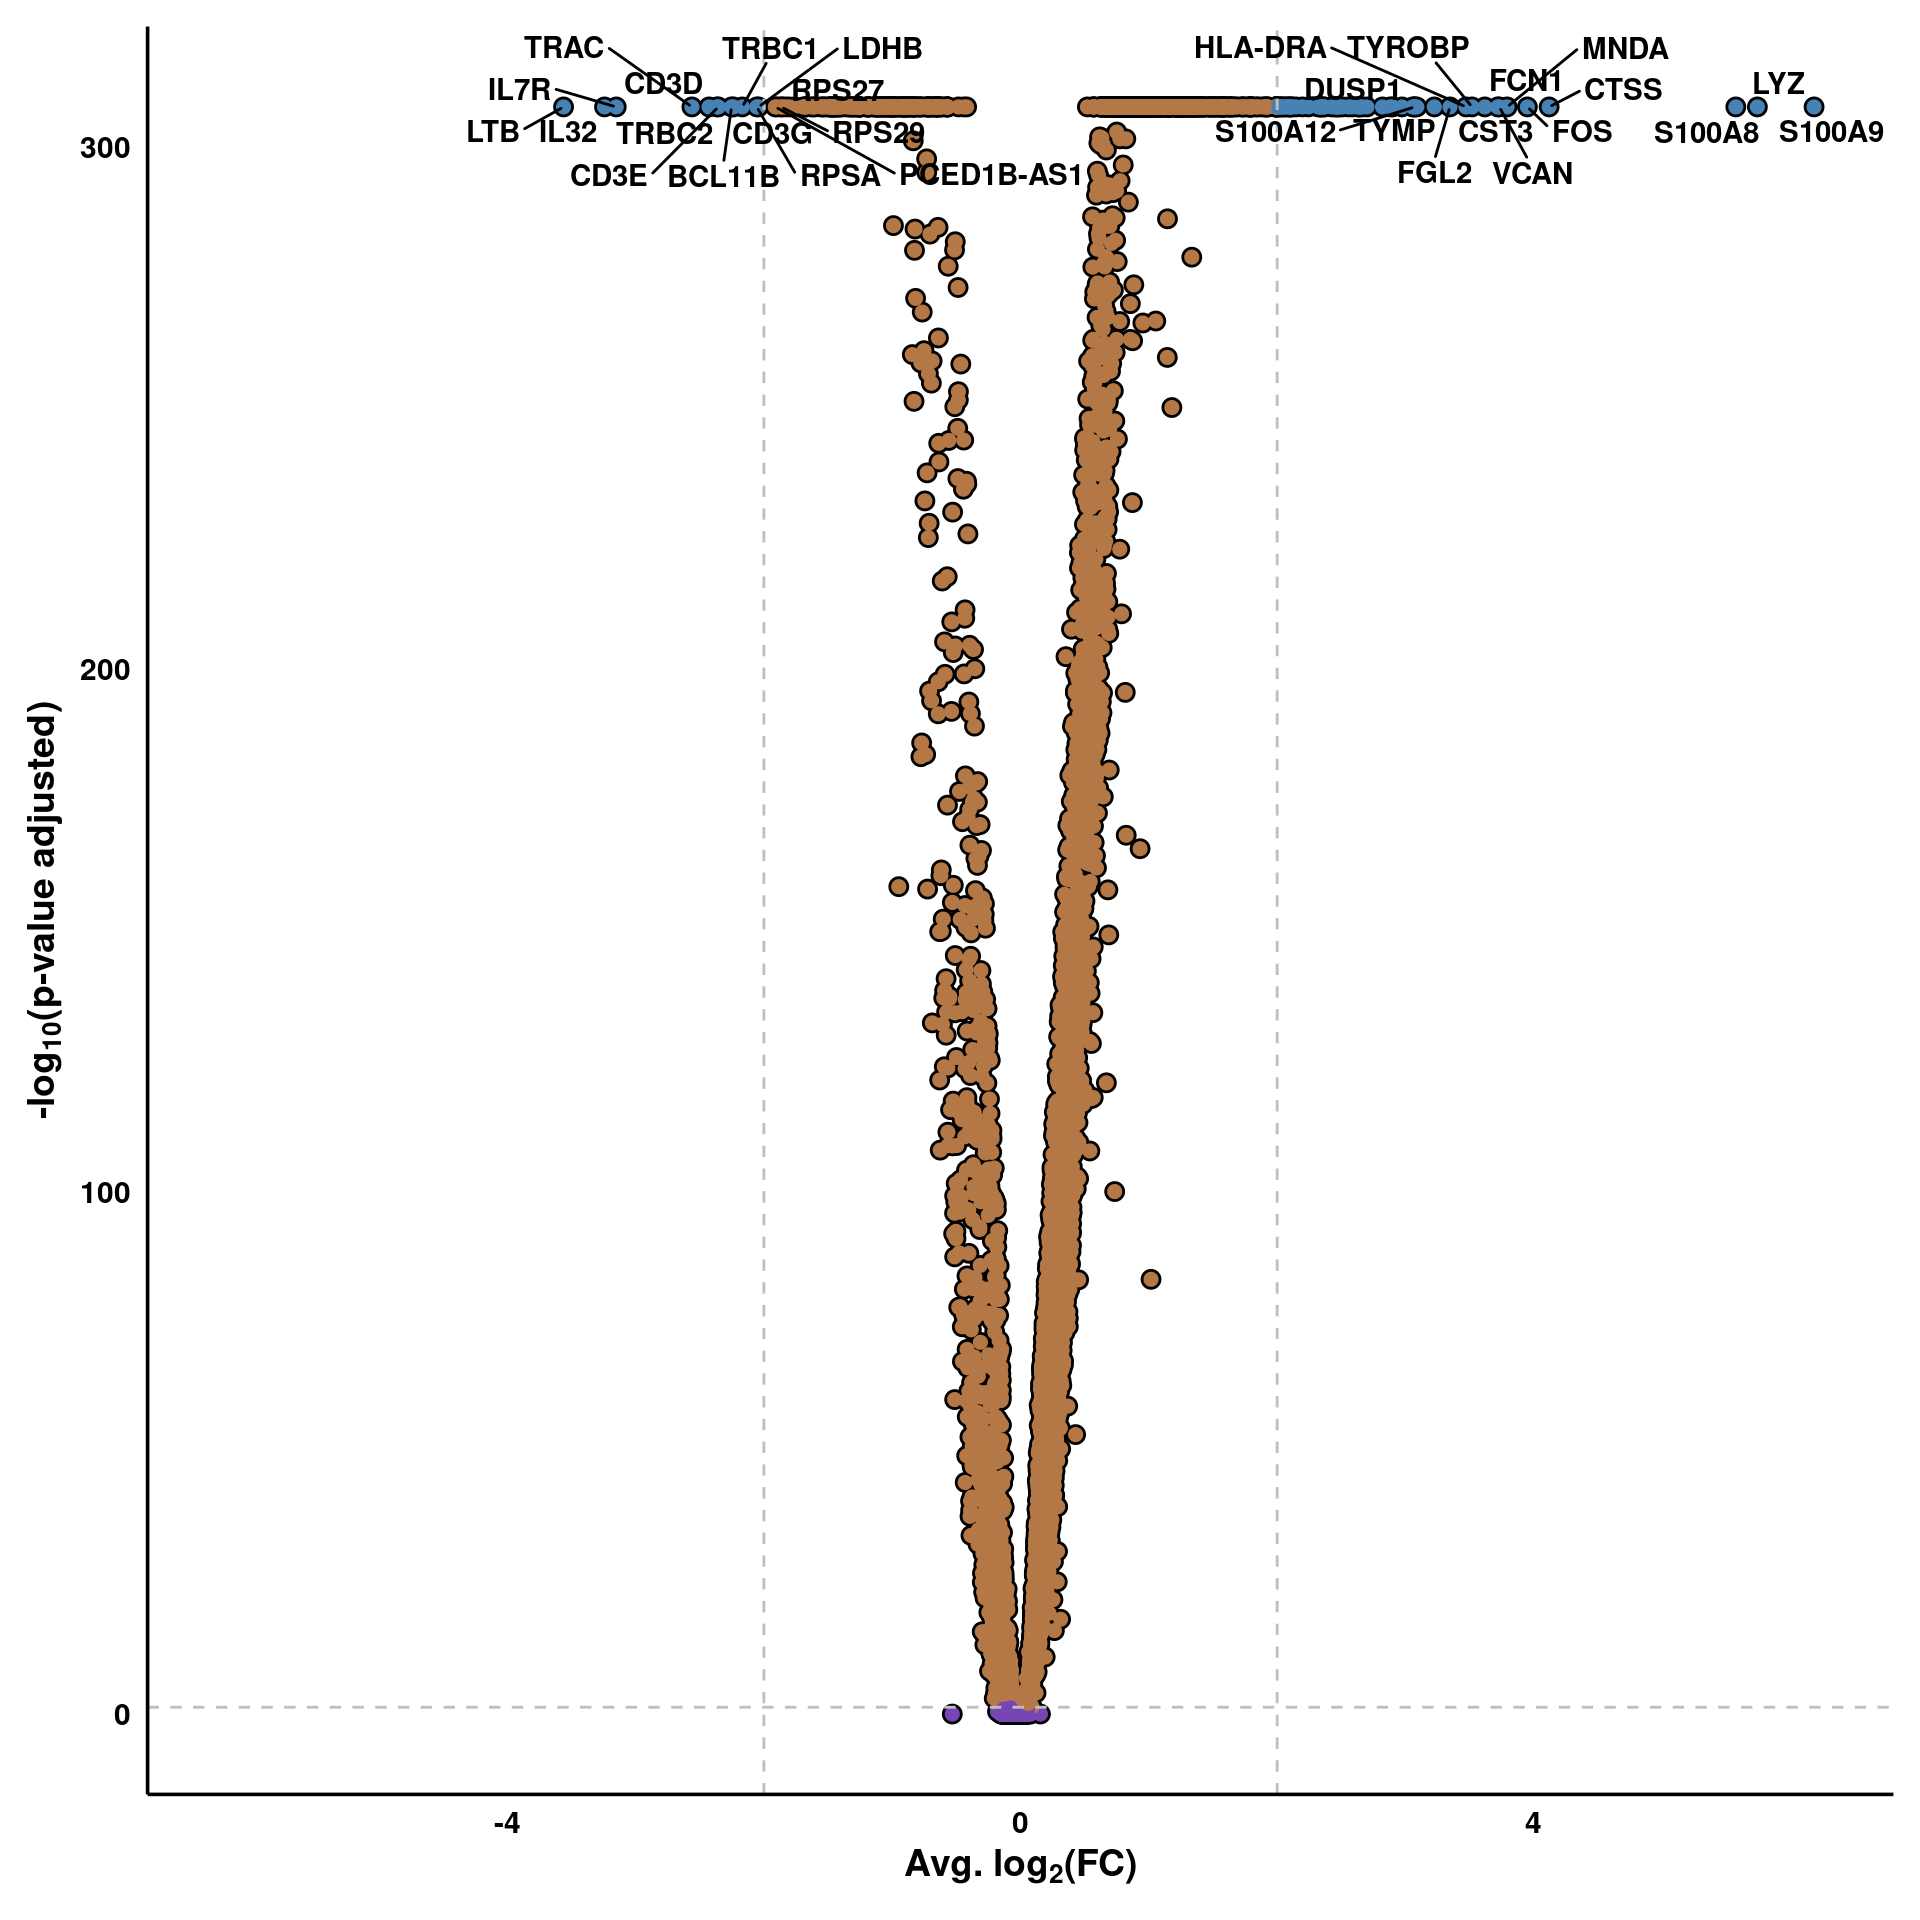 TRAC
TRBC1
LDHB
HLA-DRA
TYROBP
MNDA
IL7R
CD3D
RPS27
DUSP1
FCN1
CTSS
LYZ
LTB
IL32
TRBC2
CD3G
RPS29
S100A12
TYMP
CST3
FOS
S100A8
S100A9
CD3E
BCL11B
RPSA
PCED1B-AS1
FGL2
VCAN
300
200
100
0
-log10(p-value adjusted)
-4
0
4
Avg. log2(FC)